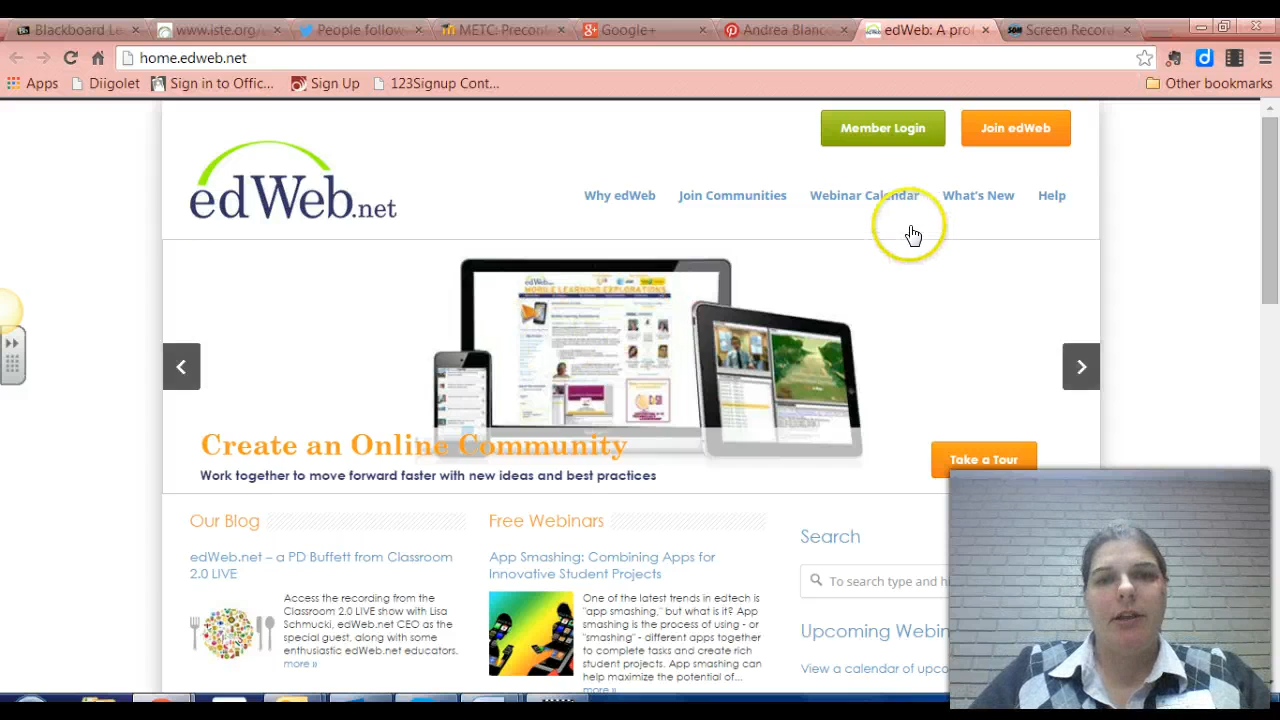 Blackboard Le
www.iste.org/
People follow
METC: Precon
Google+
Andrea Blanco
edWeb: A pro
Screen Record
home.edweb.net
Apps
Diigolet
Sign in to Offic...
Sign Up
123Signup Cont...
Other bookmarks
Member Login
Join edWeb
edWeb.net
Why edWeb
Join Communities
Webinar Calendar
What's New
Help
MOBILE LEARNING EXPLORATIONS
Create an Online Community
Work together to move forward faster with new ideas and best practices
Take a Tour
Our Blog
edWeb.net – a PD Buffett from Classroom
2.0 LIVE
Access the recording from the
Classroom 2.0 LIVE show with Lisa
Schmucki, edWeb.net CEO as the
special guest, along with some
enthusiastic edWeb.net educators.
more »
Free Webinars
App Smashing: Combining Apps for
Innovative Student Projects
One of the latest trends in edtech is
"app smashing," but what is it? App
smashing is the process of using - or
"smashing" - different apps together
to complete tasks and create rich
student projects. App smashing can
help maximize the potential of...
more »
Search
To search type and hi
Upcoming Webin
View a calendar of upco